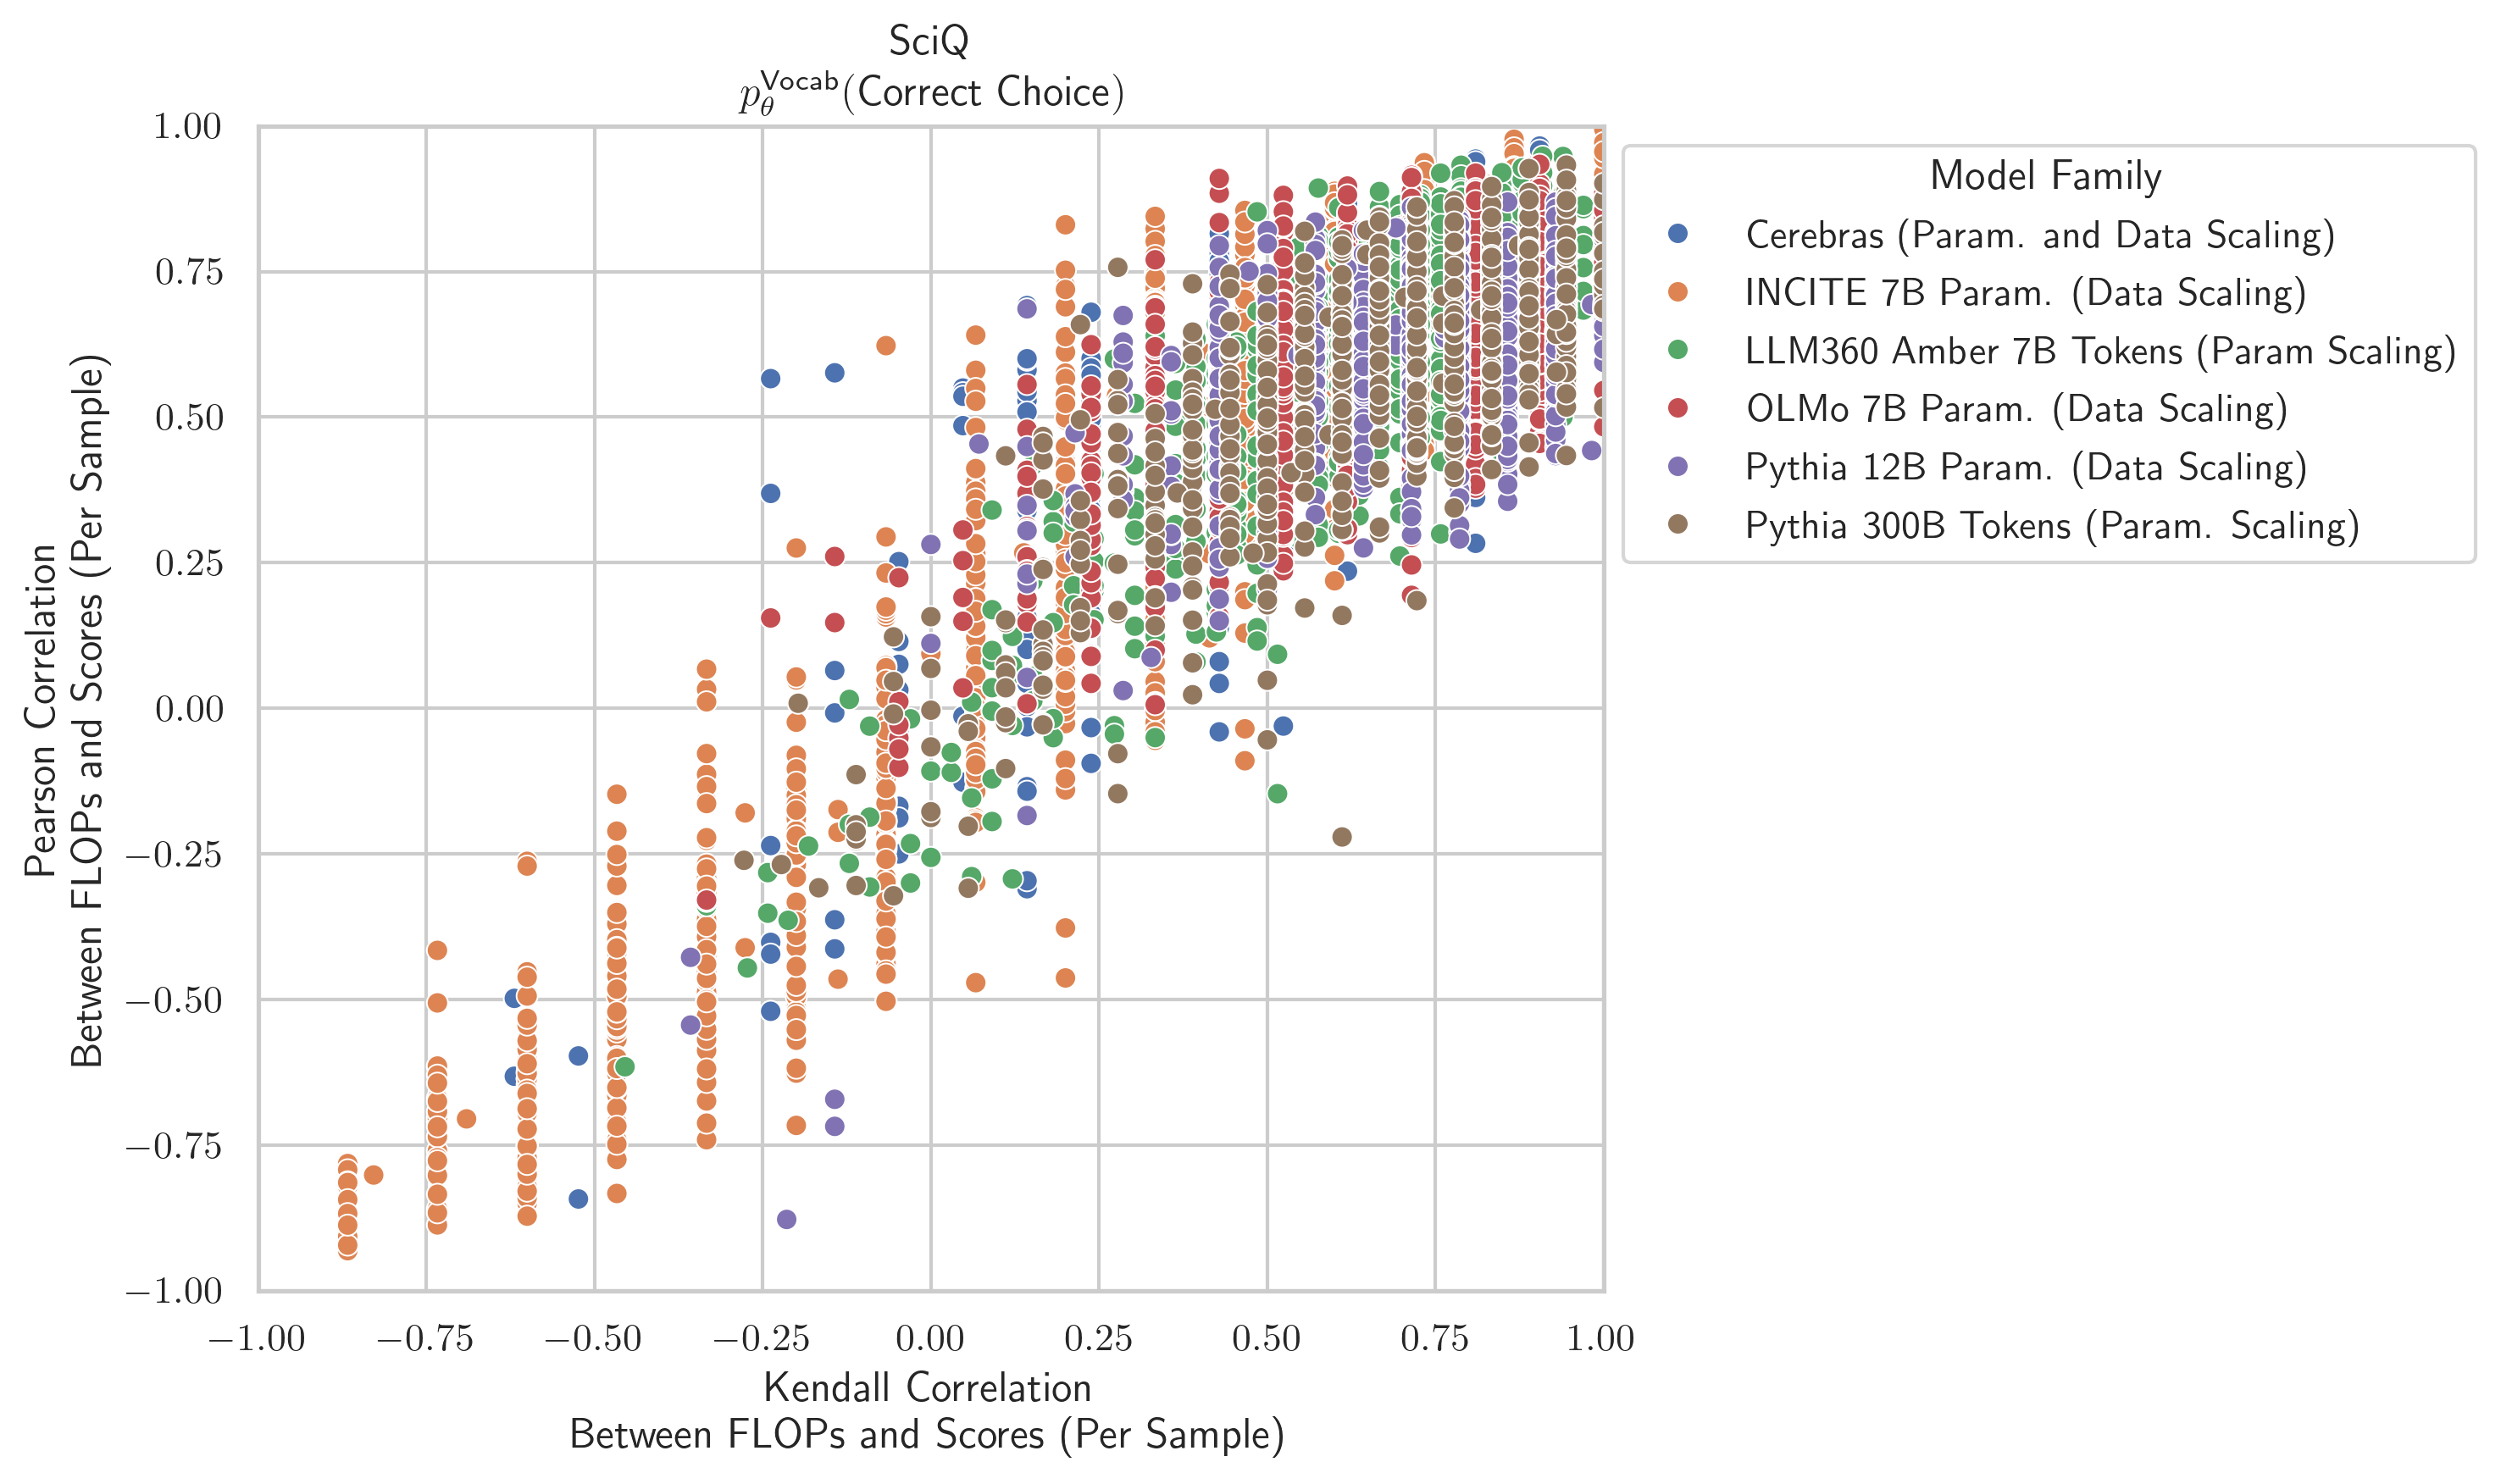 SciQ
p_θ^Vocab(Correct Choice)
1.00
0.75
0.50
0.25
0.00
−0.25
−0.50
−0.75
−1.00
Pearson Correlation
Between FLOPs and Scores (Per Sample)
−1.00 −0.75 −0.50 −0.25 0.00 0.25 0.50 0.75 1.00
Kendall Correlation
Between FLOPs and Scores (Per Sample)
Model Family
Cerebras (Param. and Data Scaling)
INCITE 7B Param. (Data Scaling)
LLM360 Amber 7B Tokens (Param Scaling)
OLMo 7B Param. (Data Scaling)
Pythia 12B Param. (Data Scaling)
Pythia 300B Tokens (Param. Scaling)